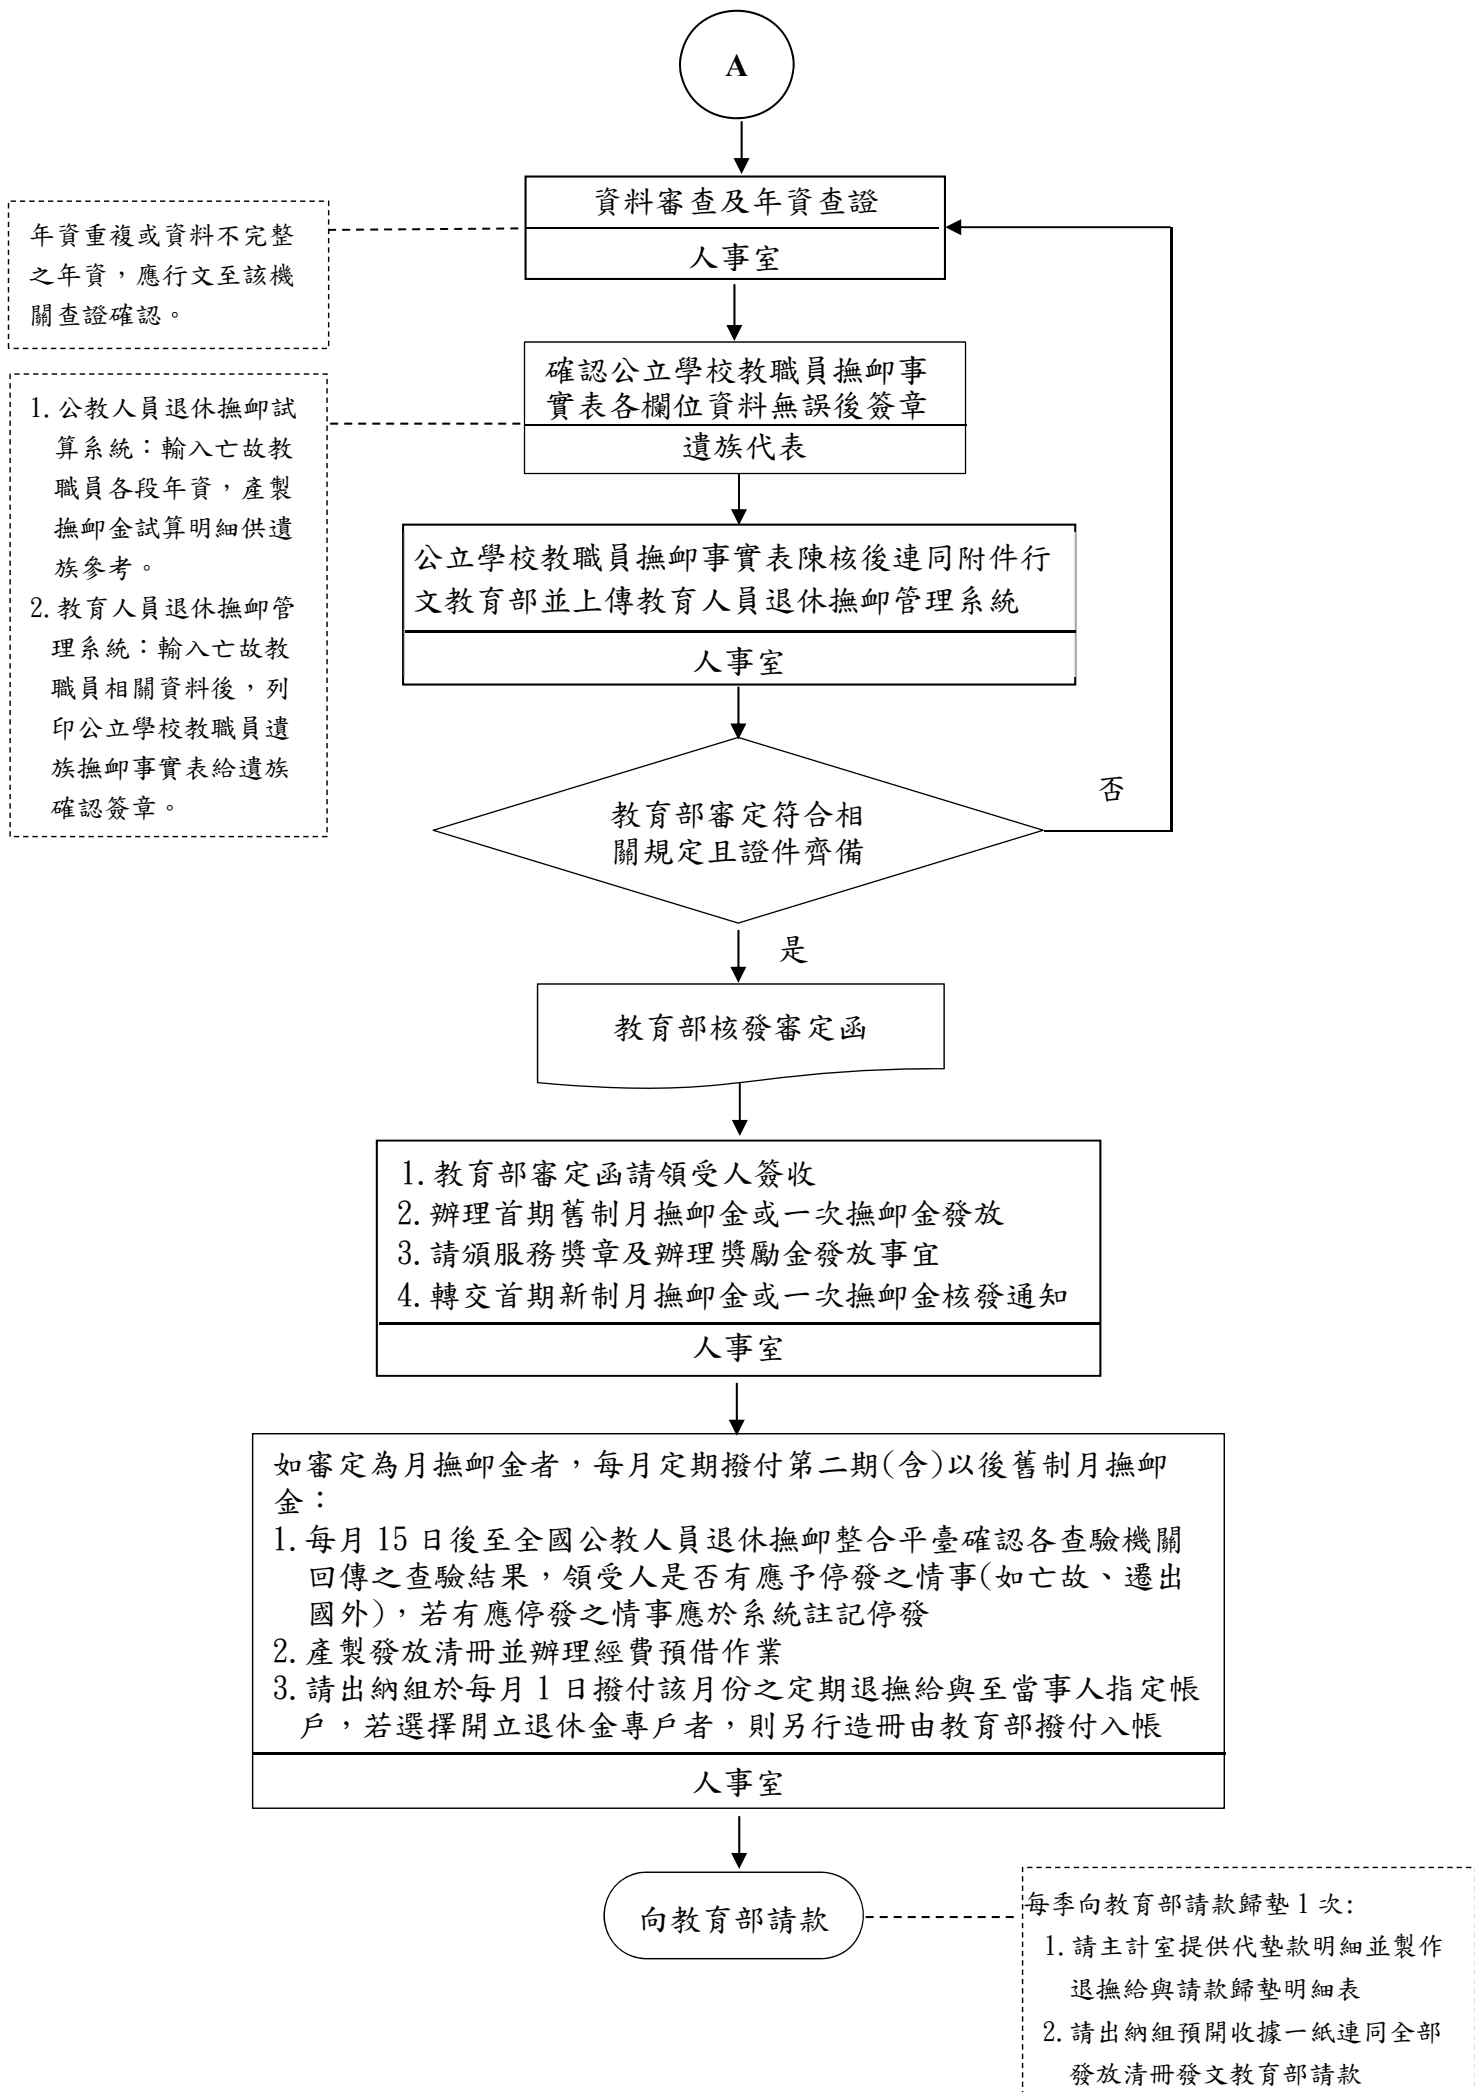 A
資料審查及年資查證
人事室
年資重複或資料不完整
之年資，應行文至該機
關查證確認。
確認公立學校教職員撫卹事
實表各欄位資料無誤後簽章
遺族代表
1.公教人員退休撫卹試
算系統：輸入亡故教
職員各段年資，產製
撫卹金試算明細供遺
族參考。
2.教育人員退休撫卹管
理系統：輸入亡故教
職員相關資料後，列
印公立學校教職員遺
族撫卹事實表給遺族
確認簽章。
公立學校教職員撫卹事實表陳核後連同附件行
文教育部並上傳教育人員退休撫卹管理系統
人事室
教育部審定符合相
關規定且證件齊備
否
是
教育部核發審定函
1.教育部審定函請領受人簽收
2.辦理首期舊制月撫卹金或一次撫卹金發放
3.請頒服務獎章及辦理獎勵金發放事宜
4.轉交首期新制月撫卹金或一次撫卹金核發通知
人事室
如審定為月撫卹金者，每月定期撥付第二期(含)以後舊制月撫卹
金：
1.每月 15 日後至全國公教人員退休撫卹整合平臺確認各查驗機關
回傳之查驗結果，領受人是否有應予停發之情事(如亡故、遷出
國外)，若有應停發之情事應於系統註記停發
2.產製發放清冊並辦理經費預借作業
3.請出納組於每月 1 日撥付該月份之定期退撫給與至當事人指定帳
戶，若選擇開立退休金專戶者，則另行造冊由教育部撥付入帳
人事室
向教育部請款
每季向教育部請款歸墊 1 次:
1.請主計室提供代墊款明細並製作
退撫給與請款歸墊明細表
2.請出納組預開收據一紙連同全部
發放清冊發文教育部請款